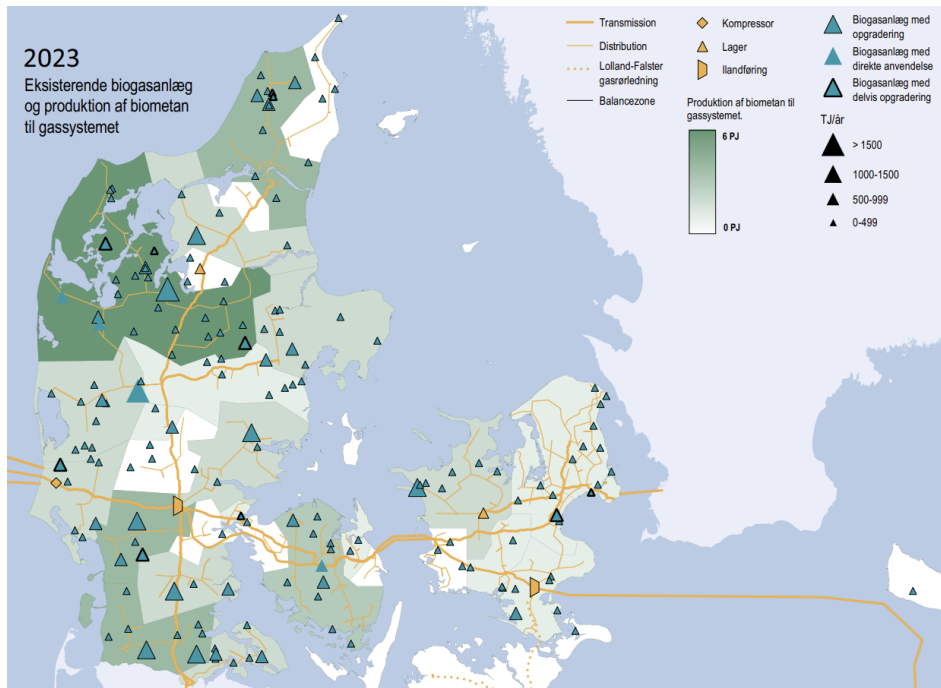 2023
Eksisterende biogasanlæg
og produktion af biometan
til gassystemet
Transmission
Distribution
Lolland-Falster
gasrørledning
Balancezone
Kompressor
Lager
Ilandføring
Produktion af biometan til
gassystemet.
6 PJ
0 PJ
Biogasanlæg med
opgradering
Biogasanlæg med
direkte anvendelse
Biogasanlæg med
delvis opgradering
TJ/år
> 1500
1000-1500
500-999
0-499